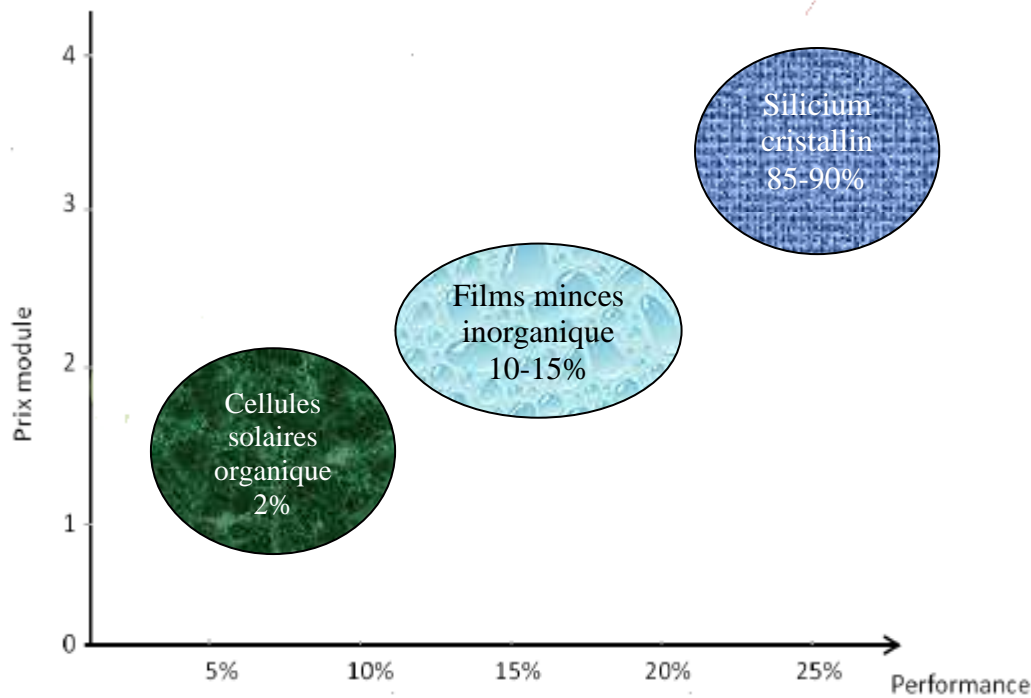 4
3
2
1
0
Prix module
Silicium
cristallin
85-90%
Films minces
inorganique
10-15%
Cellules
solaires
organique
2%
5%
10%
15%
20%
25%
Performance